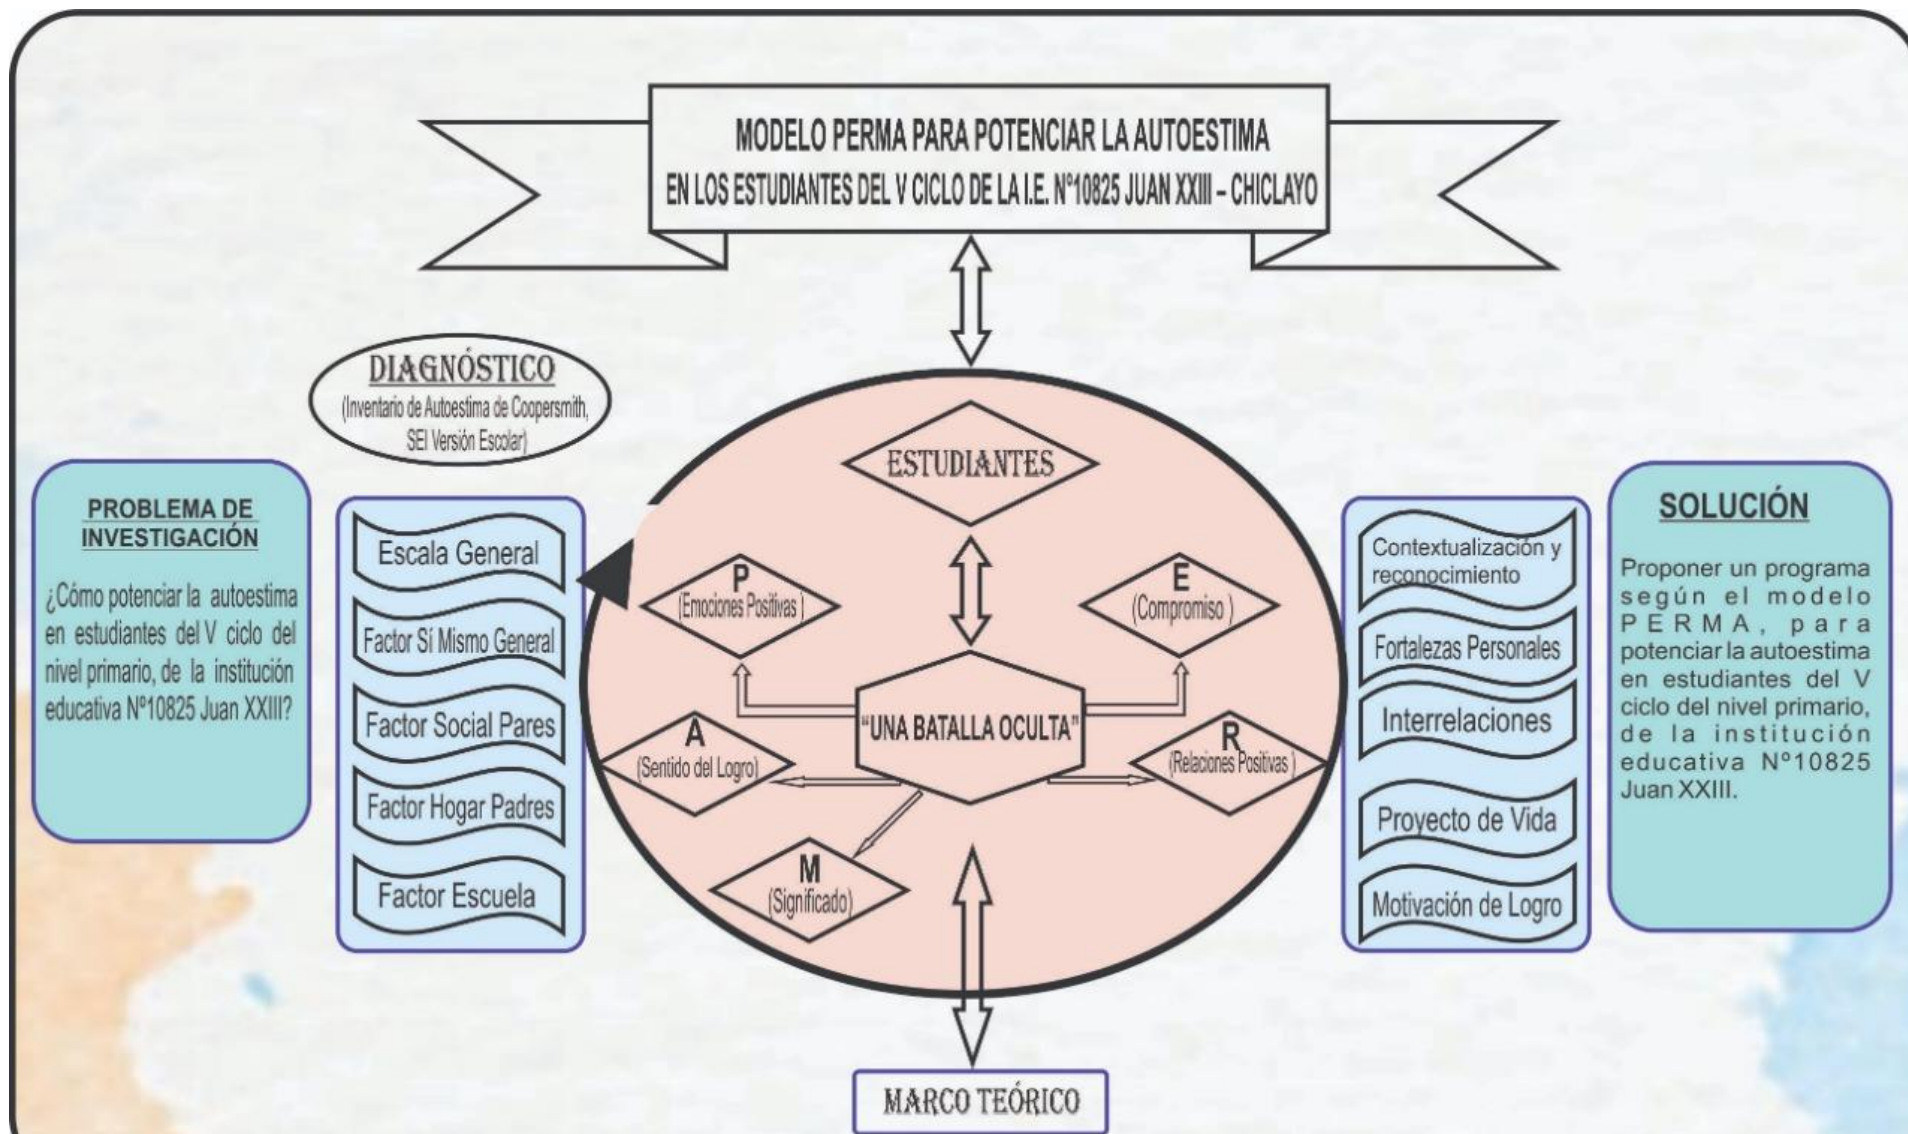 MODELO PERMA PARA POTENCIAR LA AUTOESTIMA
EN LOS ESTUDIANTES DEL V CICLO DE LA I.E. N°10825 JUAN XXIII – CHICLAYO
DIAGNÓSTICO
(Inventario de Autoestima de Coopersmith,
SEI Versión Escolar)
PROBLEMA DE
INVESTIGACIÓN
¿Cómo potenciar la autoestima
en estudiantes del V ciclo del
nivel primario, de la institución
educativa Nº10825 Juan XXIII?
Escala General
Factor Sí Mismo General
Factor Social Pares
Factor Hogar Padres
Factor Escuela
ESTUDIANTES
P
(Emociones Positivas )
E
(Compromiso )
"UNA BATALLA OCULTA"
A
(Sentido del Logro)
R
(Relaciones Positivas )
M
(Significado)
Contextualización y
reconocimiento
Fortalezas Personales
Interrelaciones
Proyecto de Vida
Motivación de Logro
SOLUCIÓN
Proponer un programa
según el modelo
PERMA, para
potenciar la autoestima
en estudiantes del V
ciclo del nivel primario,
de la institución
educativa Nº10825
Juan XXIII.
MARCO TEÓRICO